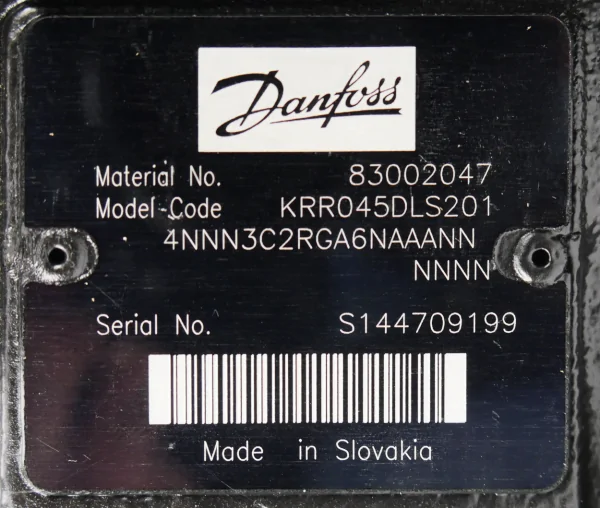 Danfoss
Material No. 83002047
Model-Code KRR045DLS201
4NNN3C2RGA6NAAANN
NNNN
Serial No. S144709199
Made in Slovakia